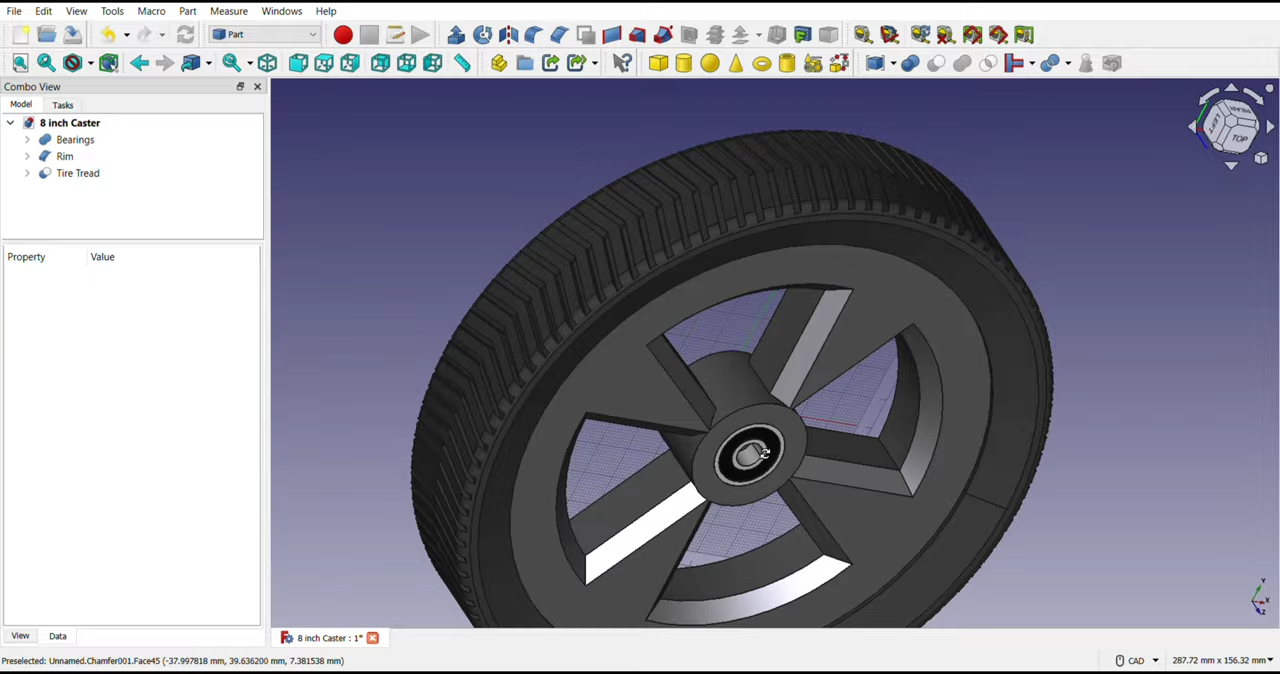 File Edit View Tools Macro Part Measure Windows Help
Part
Combo View
Model Tasks
8 inch Caster
Bearings
Rim
Tire Tread
Property Value
LEFT
TOP
Y
X
Z
View Data
8 inch Caster : 1*
Preselected: Unnamed.Chamfer001.Face45 (-37.997818 mm, 39.636200 mm, 7.381538 mm)
CAD
287.72 mm x 156.32 mm